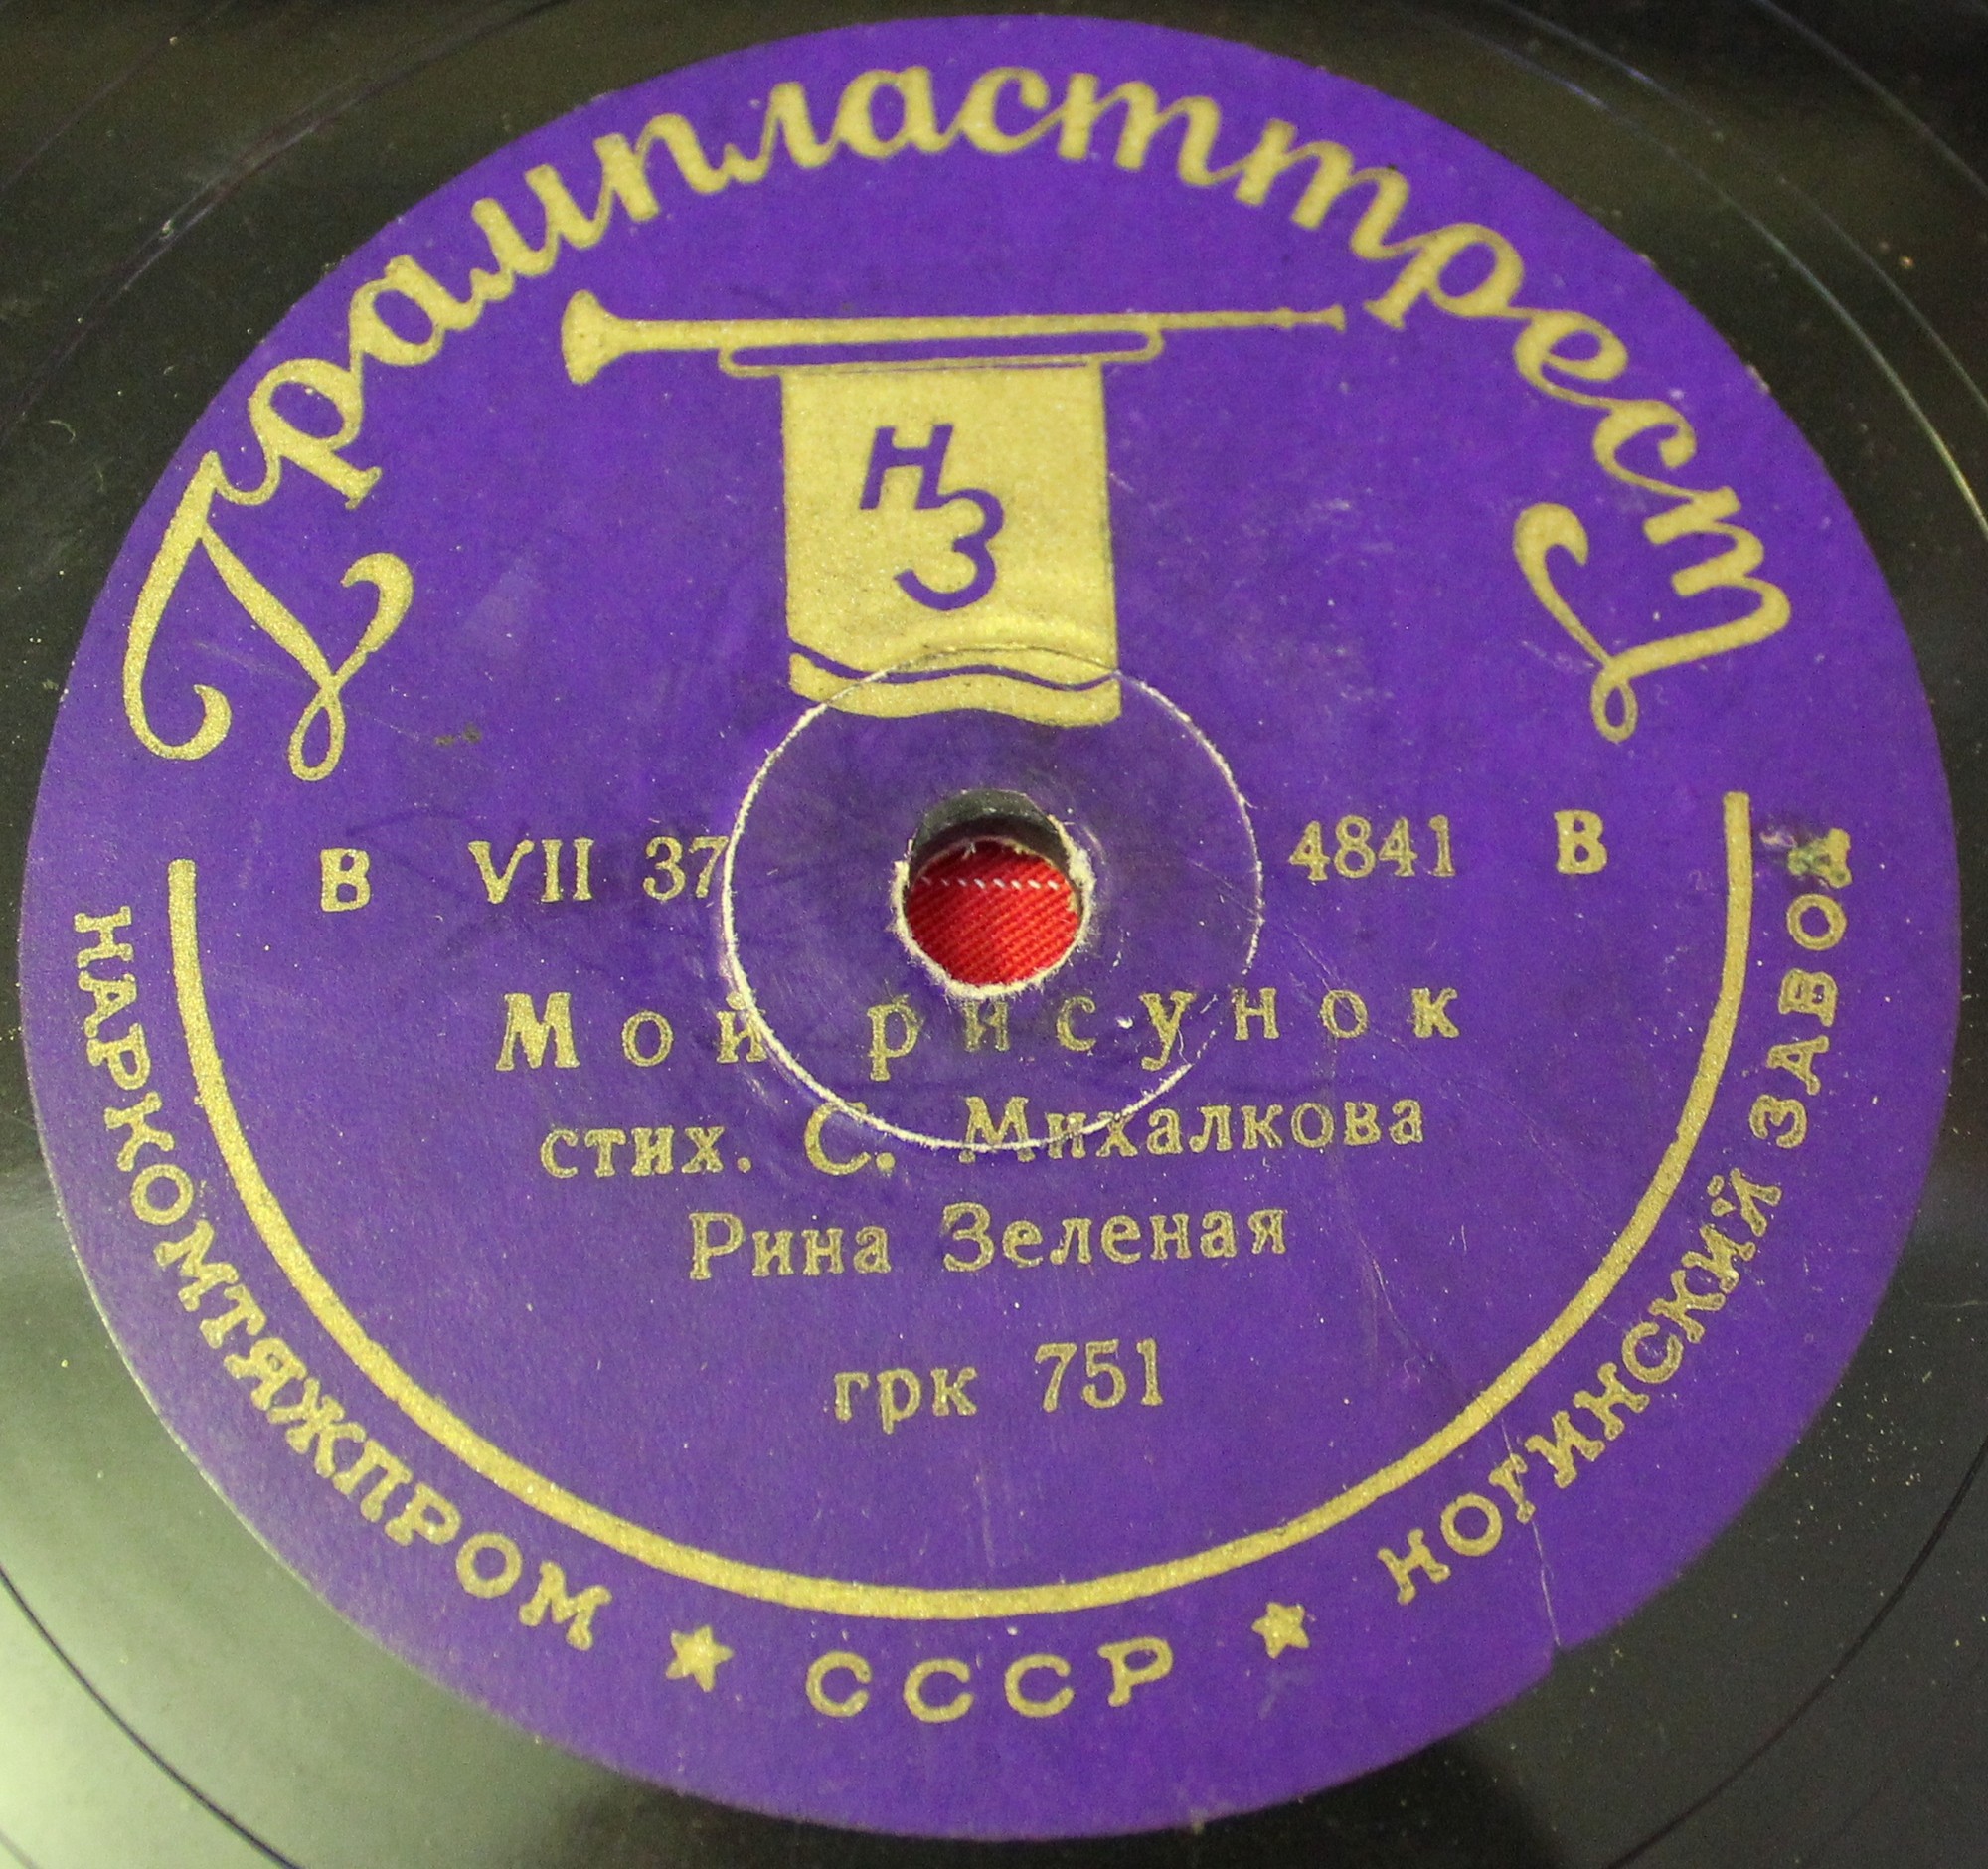 Грампласттрест
НЗ
В VII 37 4841 В
Мой рисунок
стих. С. Михалкова
Рина Зеленая
грк 751
НАРКОМТЯЖПРОМ ★ СССР ★ НОГИНСКИЙ ЗАВОД